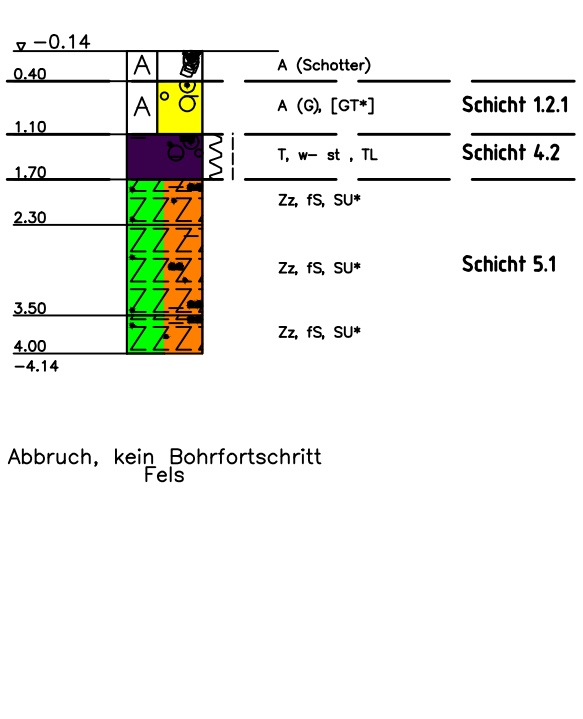 −0.14
A A (Schotter)
0.40
A A (G), [GT*] Schicht 1.2.1
1.10
T, w− st , TL Schicht 4.2
1.70
Zz, fS, SU*
2.30
Zz, fS, SU* Schicht 5.1
3.50
Zz, fS, SU*
4.00
−4.14
Abbruch, kein Bohrfortschritt
Fels